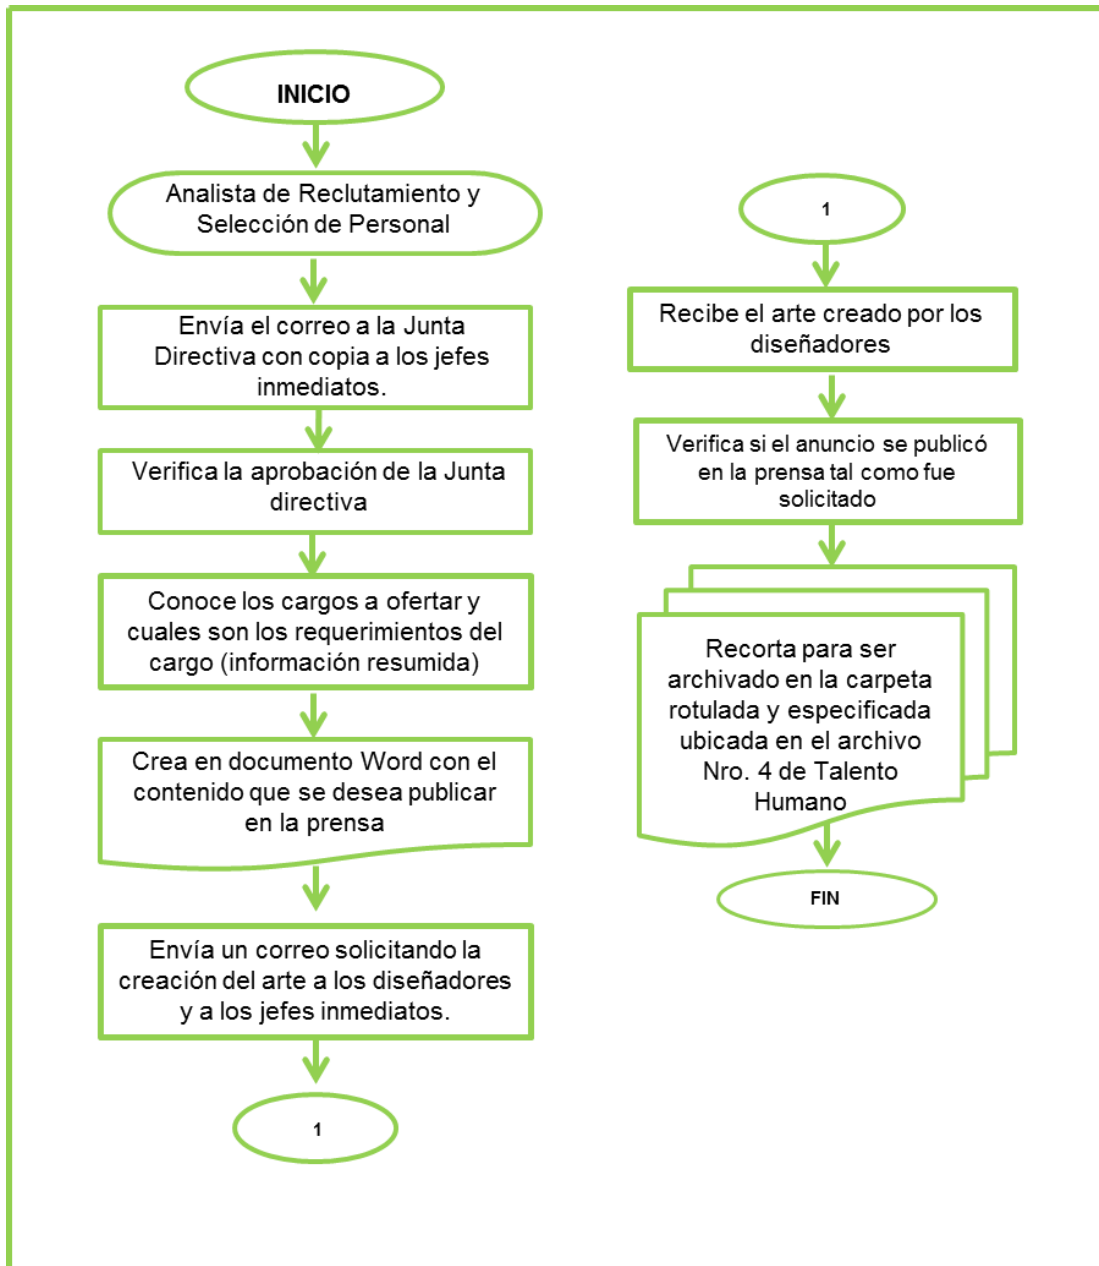 INICIO
Analista de Reclutamiento y
Selección de Personal
Envía el correo a la Junta
Directiva con copia a los jefes
inmediatos.
Verifica la aprobación de la Junta
directiva
Conoce los cargos a ofertar y
cuales son los requerimientos del
cargo (información resumida)
Crea en documento Word con el
contenido que se desea publicar
en la prensa
Envía un correo solicitando la
creación del arte a los diseñadores
y a los jefes inmediatos.
1
1
Recibe el arte creado por los
diseñadores
Verifica si el anuncio se publicó
en la prensa tal como fue
solicitado
Recorta para ser
archivado en la carpeta
rotulada y especificada
ubicada en el archivo
Nro. 4 de Talento
Humano
FIN